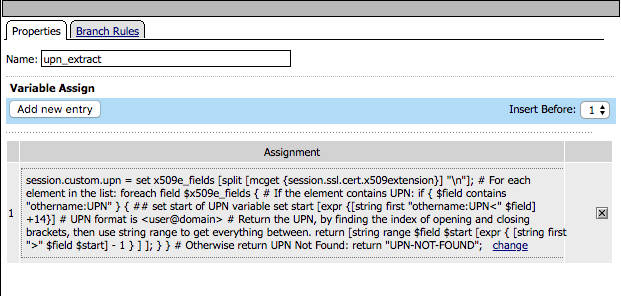 Properties Branch Rules
Name: upn_extract
Variable Assign
Add new entry Insert Before: 1
Assignment
session.custom.upn = set x509e_fields [split [mcget {session.ssl.cert.x509extension}] "\n"]; # For each
element in the list: foreach field $x509e_fields { # If the element contains UPN: if { $field contains
"othername:UPN" } { ## set start of UPN variable set start [expr {[string first "othername:UPN<" $field]
1 +14}] # UPN format is <user@domain> # Return the UPN, by finding the index of opening and closing
brackets, then use string range to get everything between. return [string range $field $start [expr { [string first
">" $field $start] - 1 } ] ]; } } # Otherwise return UPN Not Found: return "UPN-NOT-FOUND"; change